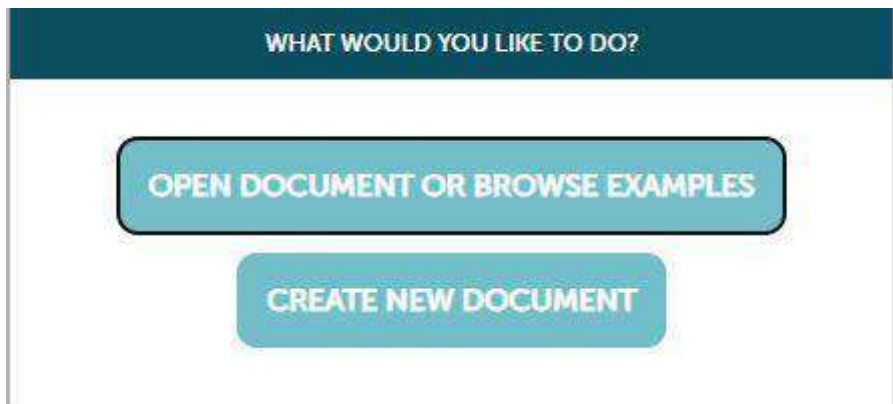 WHAT WOULD YOU LIKE TO DO?
OPEN DOCUMENT OR BROWSE EXAMPLES
CREATE NEW DOCUMENT